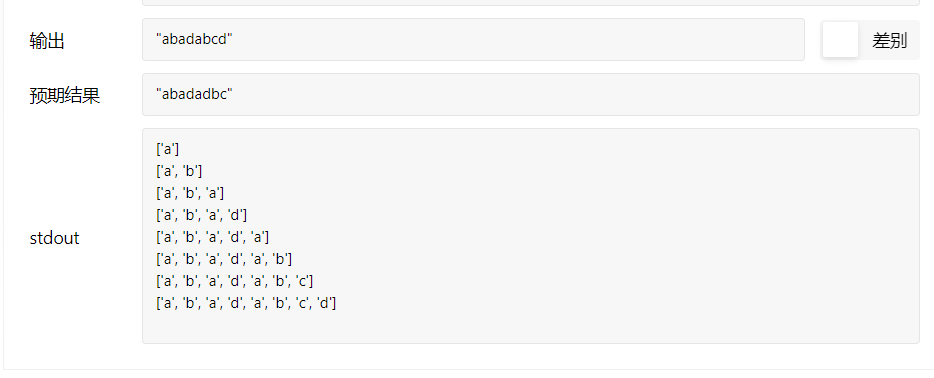 输出
"abadabcd"
差别
预期结果
"abadadbc"
stdout
['a']
['a', 'b']
['a', 'b', 'a']
['a', 'b', 'a', 'd']
['a', 'b', 'a', 'd', 'a']
['a', 'b', 'a', 'd', 'a', 'b']
['a', 'b', 'a', 'd', 'a', 'b', 'c']
['a', 'b', 'a', 'd', 'a', 'b', 'c', 'd']